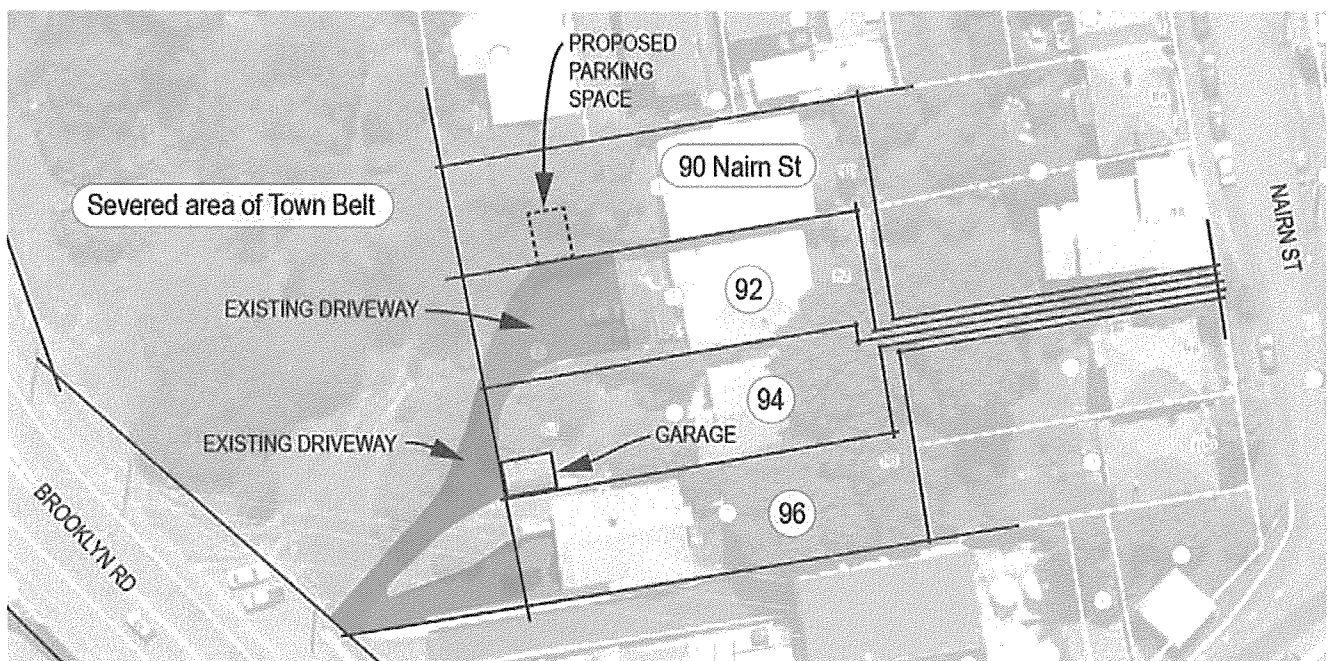 PROPOSED
PARKING
SPACE
90 Nairn St
Severed area of Town Belt
NAIRN ST
92
EXISTING DRIVEWAY
94
EXISTING DRIVEWAY
GARAGE
96
BROOKLYN RD